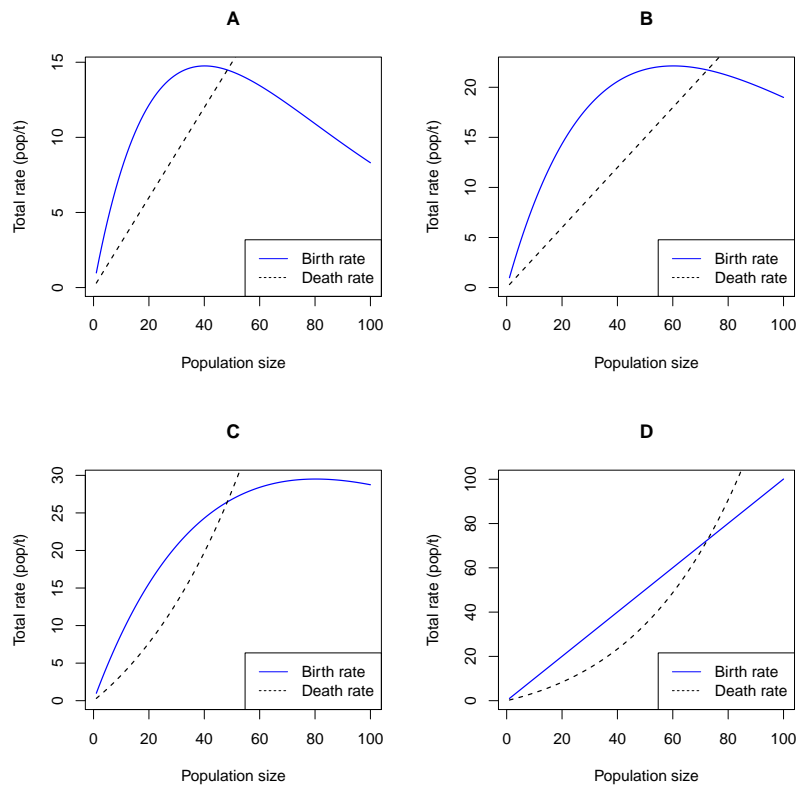 A
Total rate (pop/t)
15
10
5
0
Birth rate
Death rate
0 20 40 60 80 100
Population size
B
Total rate (pop/t)
20
15
10
5
0
Birth rate
Death rate
0 20 40 60 80 100
Population size
C
Total rate (pop/t)
30
25
20
15
10
5
0
Birth rate
Death rate
0 20 40 60 80 100
Population size
D
Total rate (pop/t)
100
80
60
40
20
0
Birth rate
Death rate
0 20 40 60 80 100
Population size